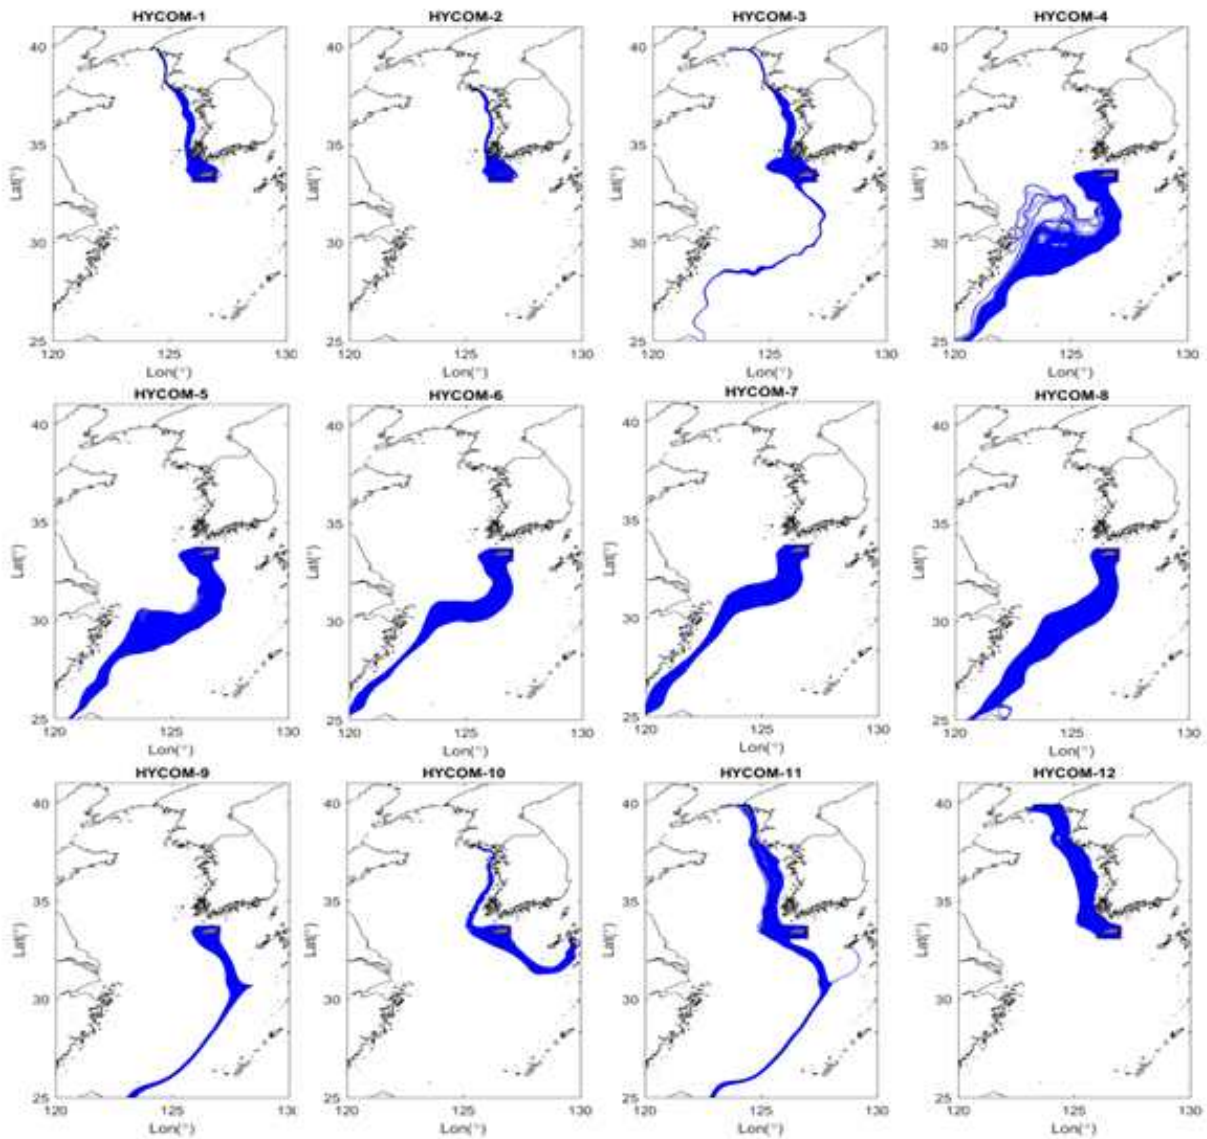 HYCOM-1 HYCOM-2 HYCOM-3 HYCOM-4
40 40 40 40
35 35 35 35
30 30 30 30
25 25 25 25
Lat(°) Lat(°) Lat(°) Lat(°)
120 125 130 120 125 130 120 125 130 120 125 130
Lon(°) Lon(°) Lon(°) Lon(°)
HYCOM-5 HYCOM-6 HYCOM-7 HYCOM-8
40 40 40 40
35 35 35 35
30 30 30 30
25 25 25 25
Lat(°) Lat(°) Lat(°) Lat(°)
120 125 130 120 125 130 120 125 130 120 125 130
Lon(°) Lon(°) Lon(°) Lon(°)
HYCOM-9 HYCOM-10 HYCOM-11 HYCOM-12
40 40 40 40
35 35 35 35
30 30 30 30
25 25 25 25
Lat(°) Lat(°) Lat(°) Lat(°)
120 125 130 120 125 130 120 125 130 120 125 130
Lon(°) Lon(°) Lon(°) Lon(°)